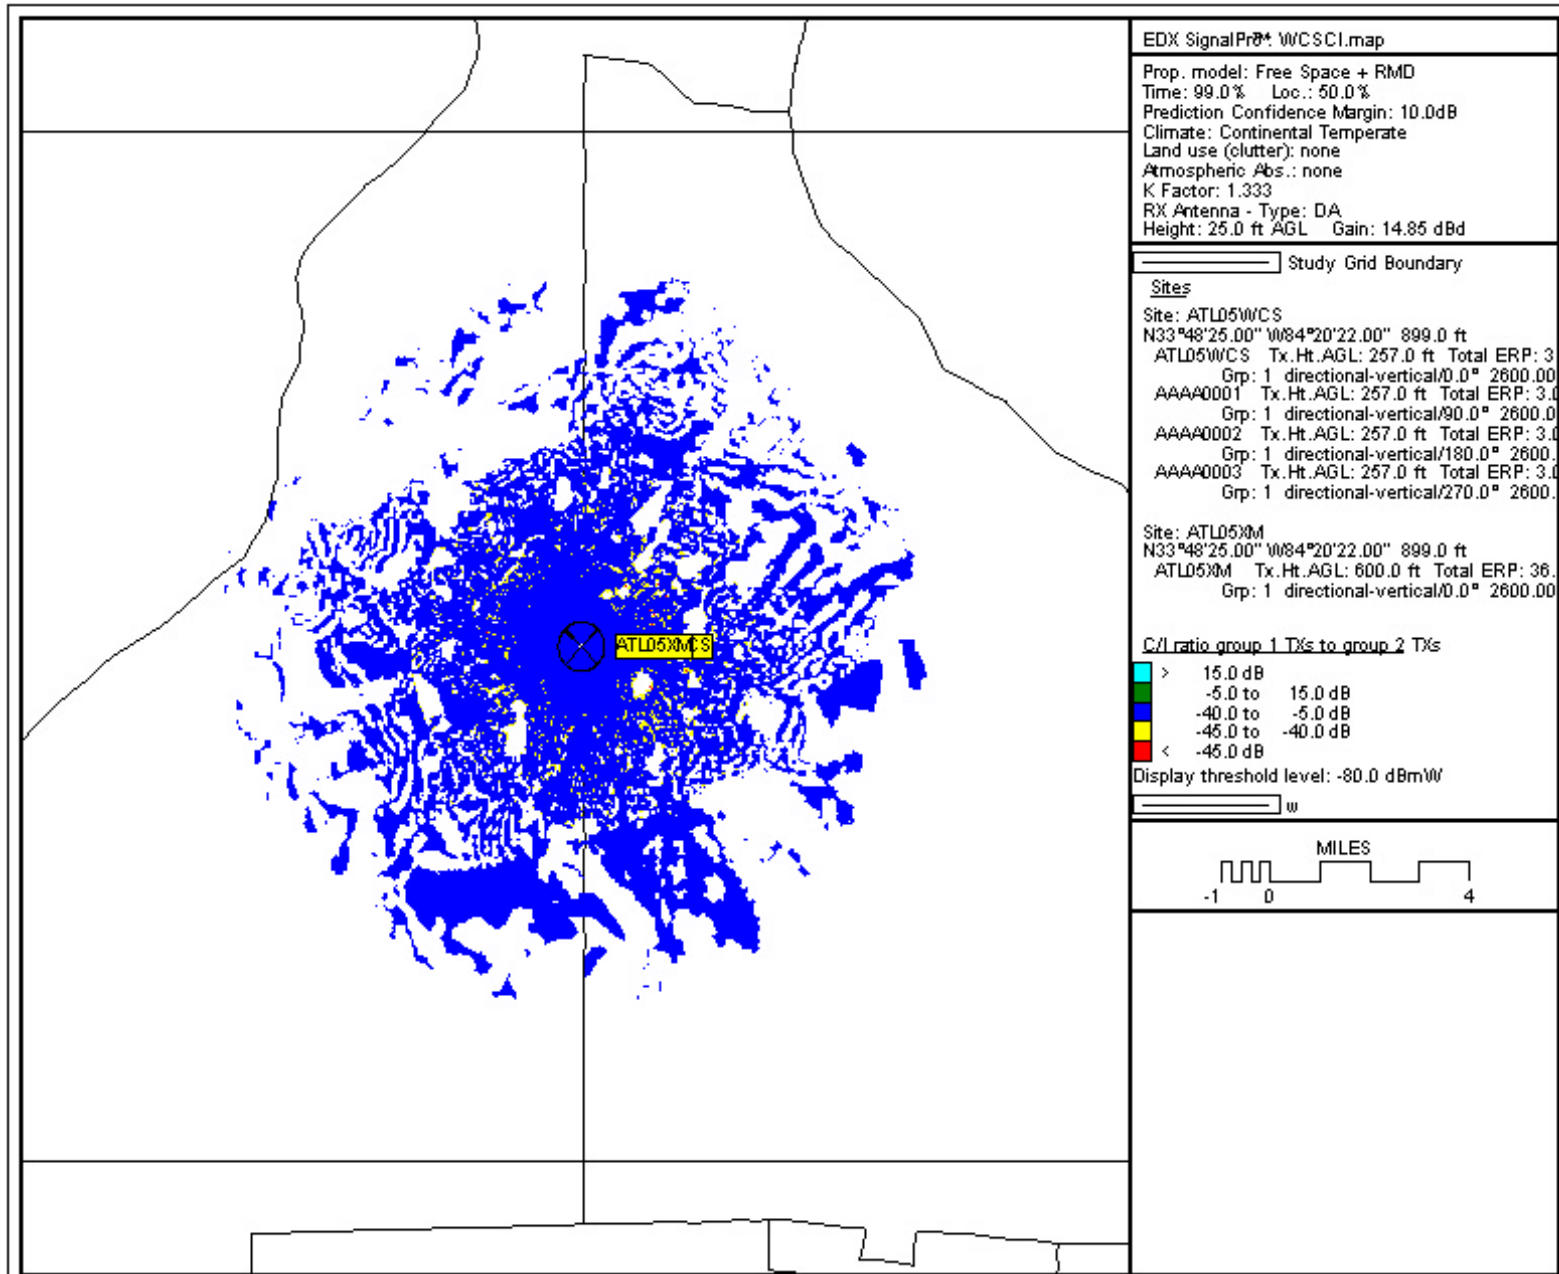 EDX SignalPro™: WCSCI.map
Prop. model: Free Space + RMD
Time: 99.0% Loc.: 50.0%
Prediction Confidence Margin: 10.0dB
Climate: Continental Temperate
Land use (clutter): none
Atmospheric Abs.: none
K Factor: 1.333
RX Antenna - Type: DA
Height: 25.0 ft AGL Gain: 14.85 dBd
Study Grid Boundary
Sites
Site: ATL05WCS
N33°48'25.00" W84°20'22.00" 899.0 ft
ATL05WCS Tx.Ht.AGL: 257.0 ft Total ERP: 3
Grp: 1 directional-vertical/0.0° 2600.00
AAAA0001 Tx.Ht.AGL: 257.0 ft Total ERP: 3.0
Grp: 1 directional-vertical/90.0° 2600.0
AAAA0002 Tx.Ht.AGL: 257.0 ft Total ERP: 3.0
Grp: 1 directional-vertical/180.0° 2600.
AAAA0003 Tx.Ht.AGL: 257.0 ft Total ERP: 3.0
Grp: 1 directional-vertical/270.0° 2600.
Site: ATL05XM
N33°48'25.00" W84°20'22.00" 899.0 ft
ATL05XM Tx.Ht.AGL: 600.0 ft Total ERP: 36.
Grp: 1 directional-vertical/0.0° 2600.00
C/I ratio group 1 TXs to group 2 TXs
> 15.0 dB
-5.0 to 15.0 dB
-40.0 to -5.0 dB
-45.0 to -40.0 dB
< -45.0 dB
Display threshold level: -80.0 dBmW
w
MILES
-1 0 4
ATL05XMCS